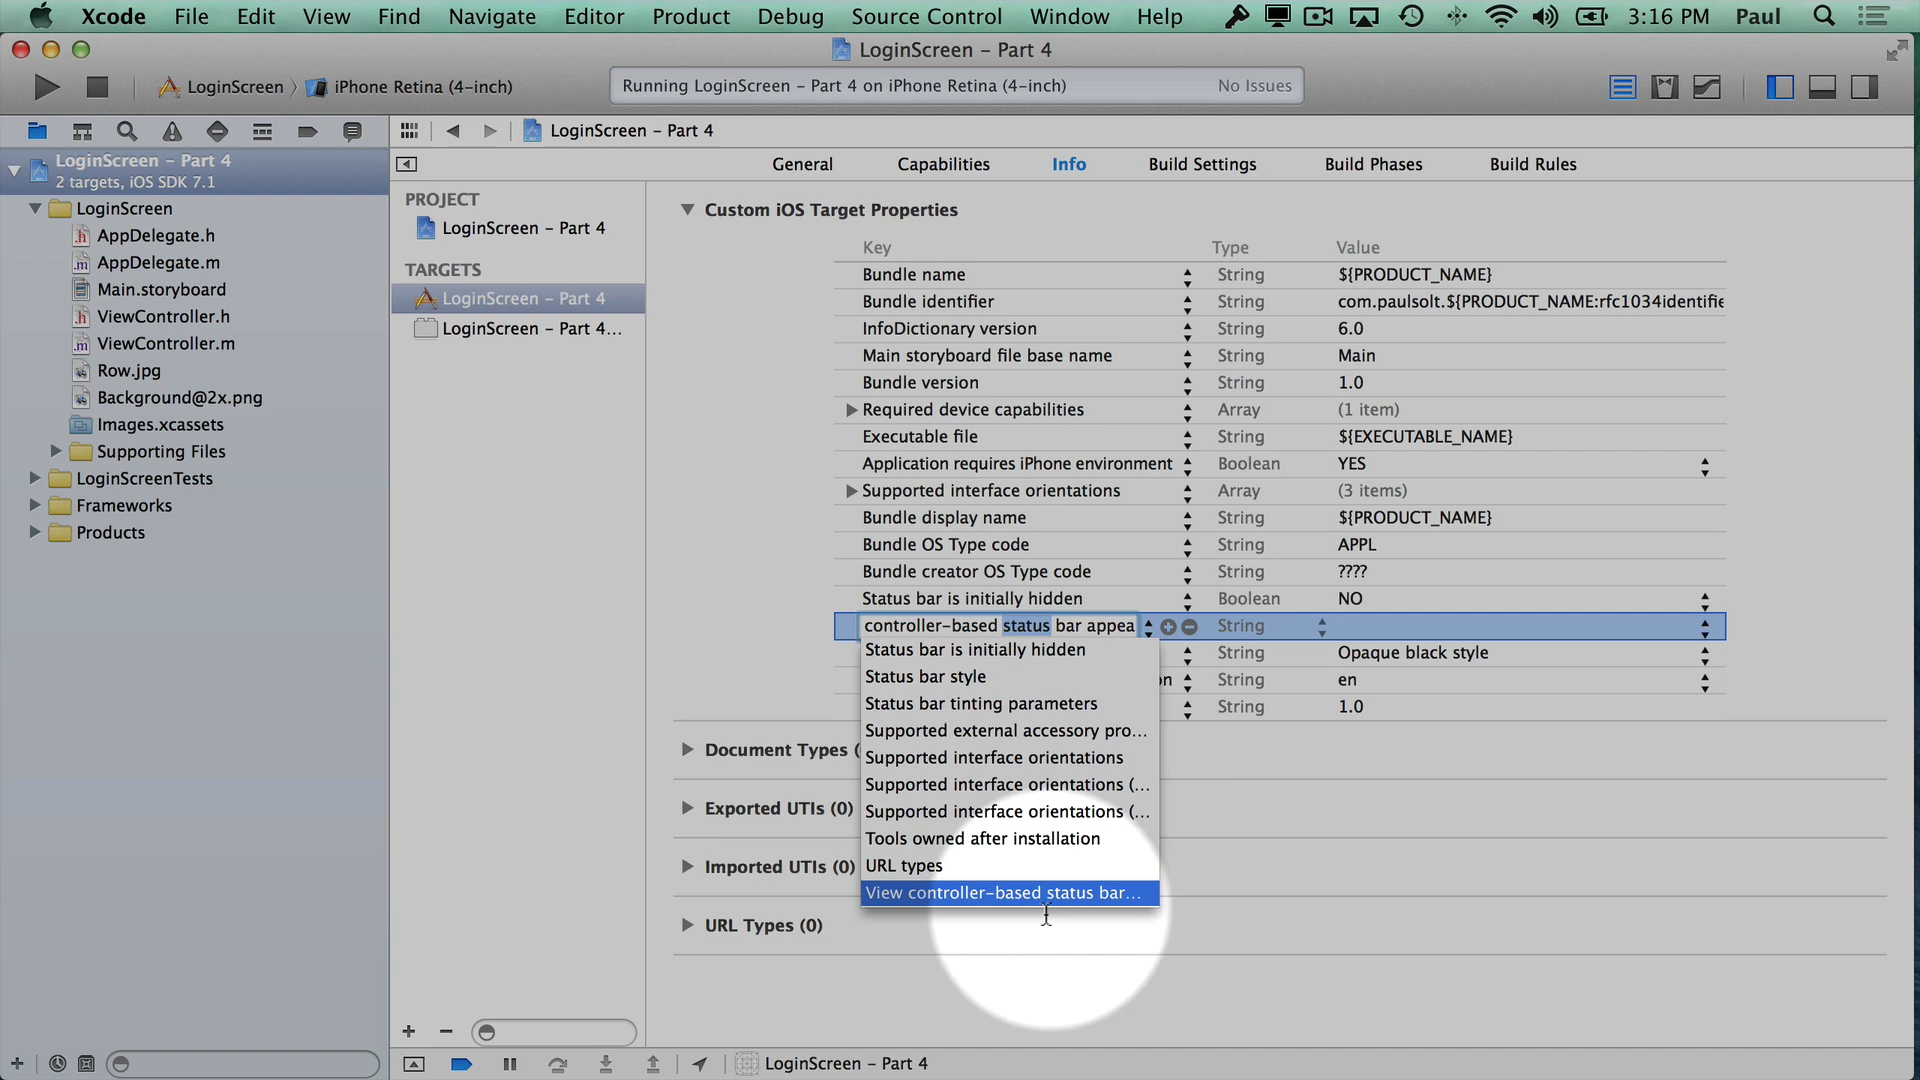 Xcode File Edit View Find Navigate Editor Product Debug Source Control Window Help 3:16 PM Paul
LoginScreen – Part 4
LoginScreen iPhone Retina (4-inch) Running LoginScreen – Part 4 on iPhone Retina (4-inch) No Issues
LoginScreen – Part 4
LoginScreen – Part 4
2 targets, iOS SDK 7.1
LoginScreen
AppDelegate.h
AppDelegate.m
Main.storyboard
ViewController.h
ViewController.m
Row.jpg
Background@2x.png
Images.xcassets
Supporting Files
LoginScreenTests
Frameworks
Products
PROJECT
LoginScreen – Part 4
TARGETS
LoginScreen – Part 4
LoginScreen – Part 4...
General Capabilities Info Build Settings Build Phases Build Rules
Custom iOS Target Properties
Key Type Value
Bundle name String ${PRODUCT_NAME}
Bundle identifier String com.paulsolt.${PRODUCT_NAME:rfc1034identifie
InfoDictionary version String 6.0
Main storyboard file base name String Main
Bundle version String 1.0
Required device capabilities Array (1 item)
Executable file String ${EXECUTABLE_NAME}
Application requires iPhone environment Boolean YES
Supported interface orientations Array (3 items)
Bundle display name String ${PRODUCT_NAME}
Bundle OS Type code String APPL
Bundle creator OS Type code String ????
Status bar is initially hidden Boolean NO
controller-based status bar appea String
String Opaque black style
on String en
String 1.0
Status bar is initially hidden
Status bar style
Status bar tinting parameters
Supported external accessory pro...
Supported interface orientations
Supported interface orientations (...
Supported interface orientations (...
Tools owned after installation
URL types
View controller-based status bar...
Document Types (
Exported UTIs (0)
Imported UTIs (0)
URL Types (0)
LoginScreen – Part 4